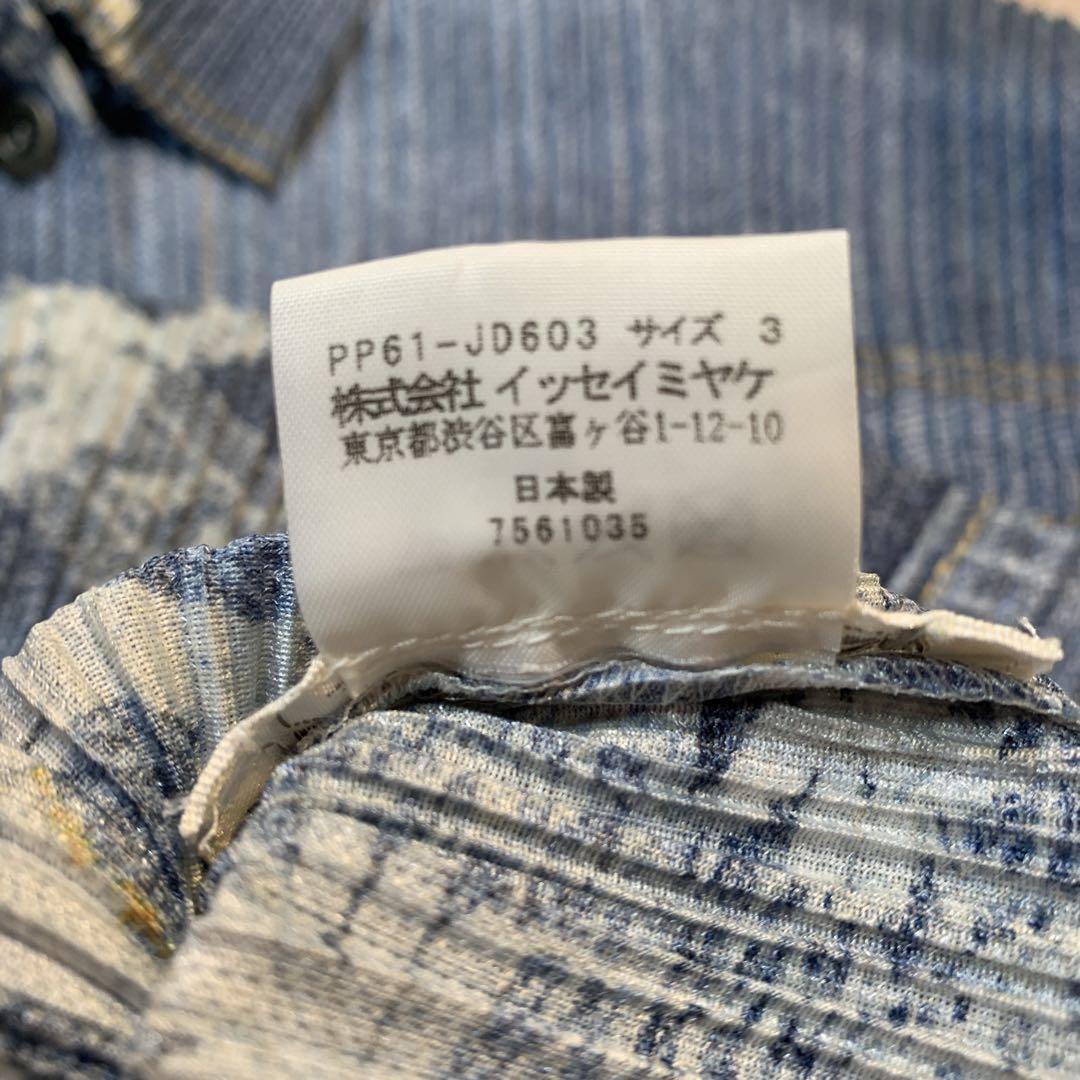 PP61-JD603 サイズ 3
株式会社 イッセイミヤケ
東京都渋谷区富ヶ谷1-12-10
日本製
7561035